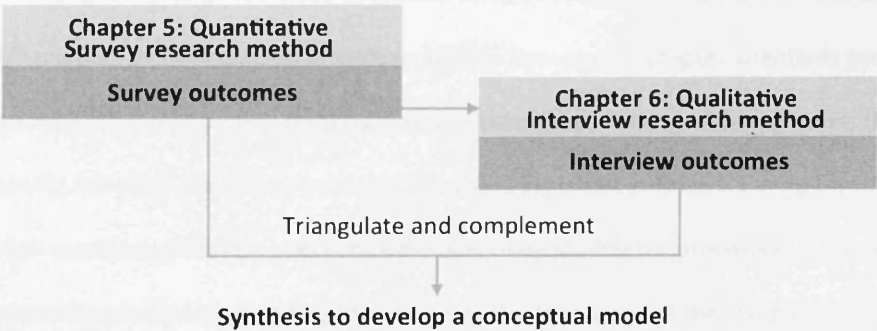 Chapter 5: Quantitative
Survey research method
Survey outcomes
Chapter 6: Qualitative
Interview research method
Interview outcomes
Triangulate and complement
Synthesis to develop a conceptual model